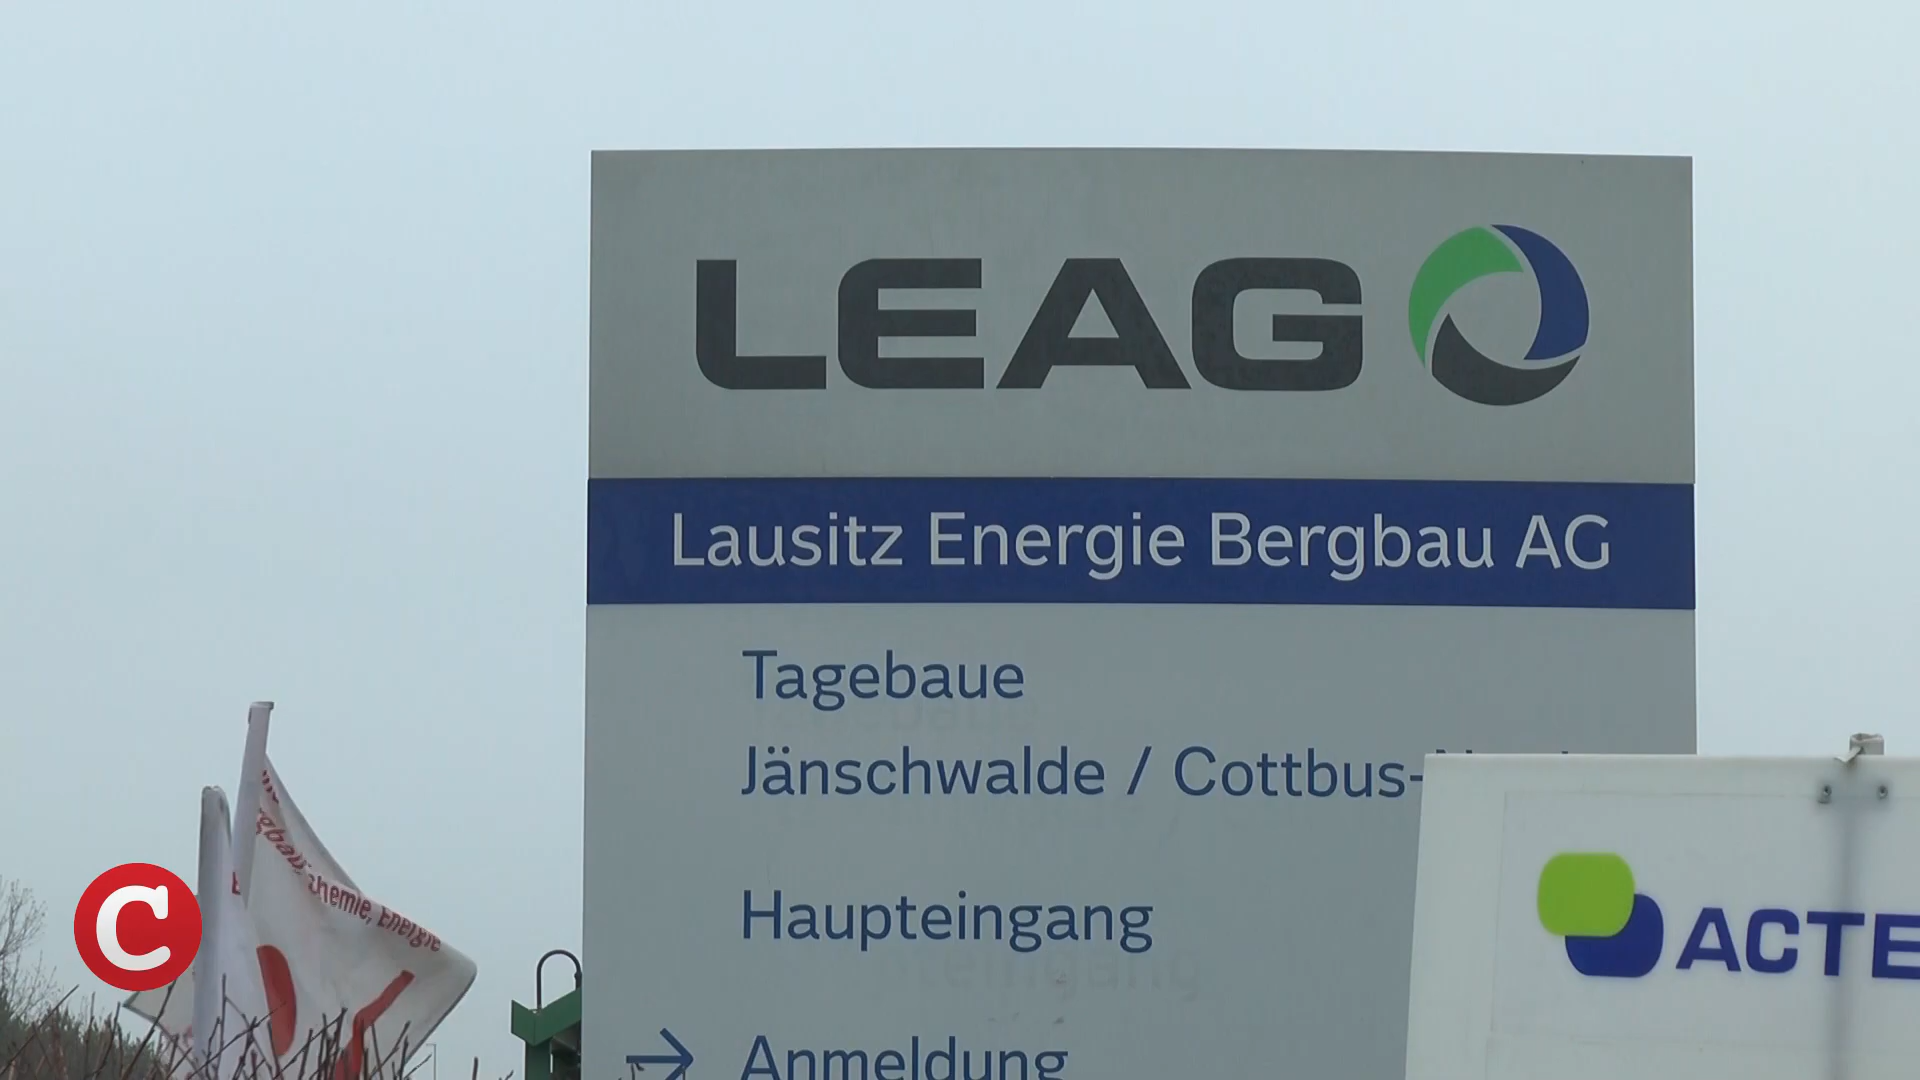 LEAG
Lausitz Energie Bergbau AG
Tagebaue
Jänschwalde / Cottbus-
Haupteingang
→ Anmeldung
ACTE
Chemie, Energie
C